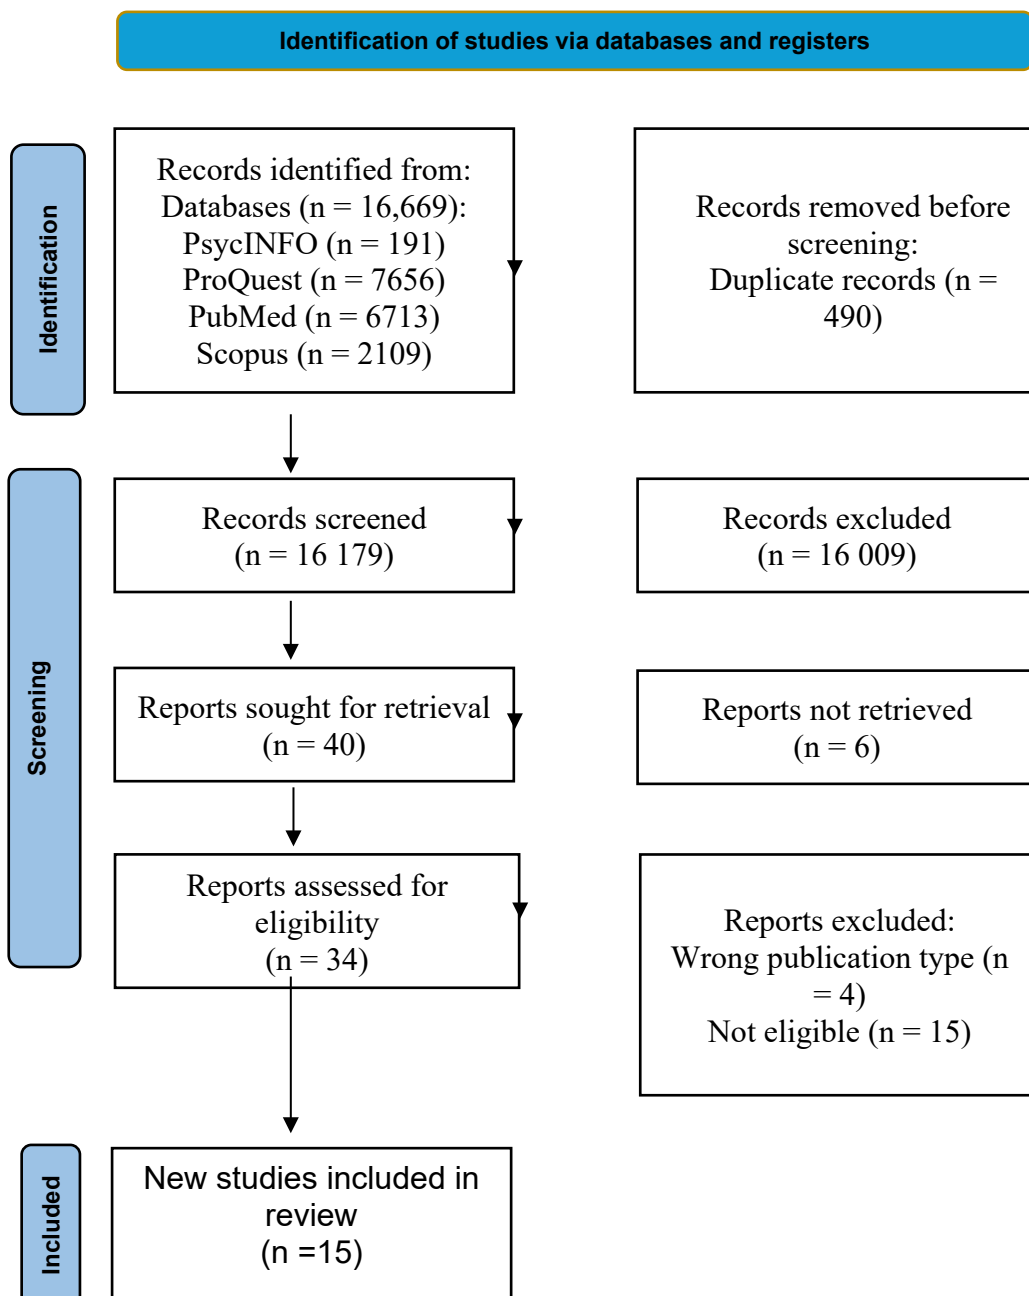 Identification of studies via databases and registers
Identification
Records identified from:
Databases (n = 16,669):
PsycINFO (n = 191)
ProQuest (n = 7656)
PubMed (n = 6713)
Scopus (n = 2109)
Records removed before
screening:
Duplicate records (n =
490)
Screening
Records screened
(n = 16 179)
Records excluded
(n = 16 009)
Reports sought for retrieval
(n = 40)
Reports not retrieved
(n = 6)
Reports assessed for
eligibility
(n = 34)
Reports excluded:
Wrong publication type (n
= 4)
Not eligible (n = 15)
Included
New studies included in
review
(n =15)